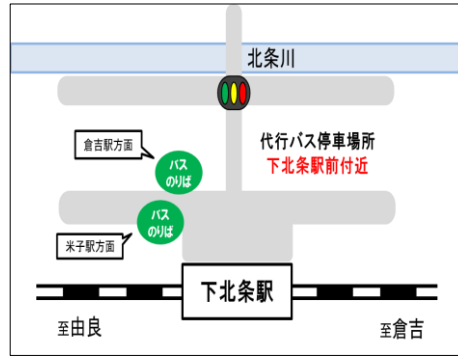 北条川
代行バス停車場所
下北条駅前付近
倉吉駅方面
バス
のりば
バス
のりば
米子駅方面
下北条駅
至由良
至倉吉